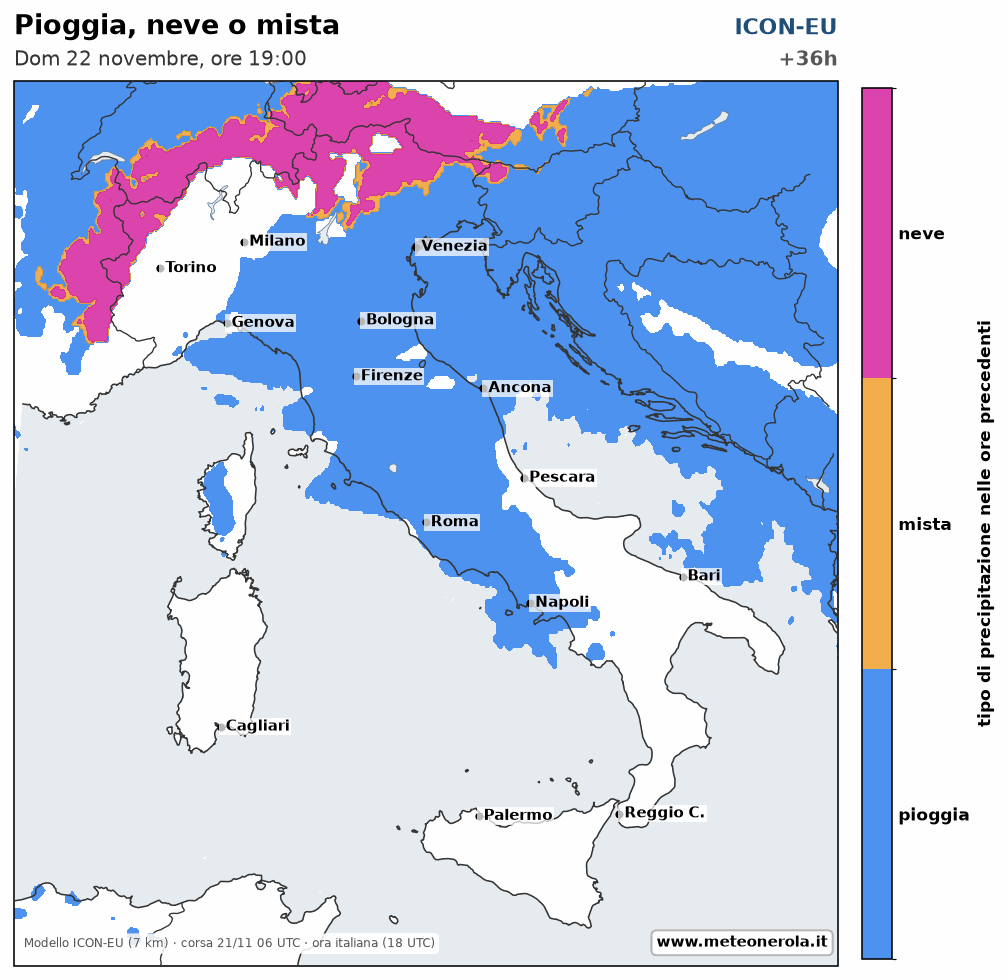 Pioggia, neve o mista
ICON-EU
Dom 22 novembre, ore 19:00
+36h
Milano
Venezia
Torino
Genova
Bologna
Firenze
Ancona
Pescara
Roma
Bari
Napoli
Cagliari
Palermo
Reggio C.
Modello ICON-EU (7 km) · corsa 21/11 06 UTC · ora italiana (18 UTC)
www.meteonerola.it
neve
mista
pioggia
tipo di precipitazione nelle ore precedenti